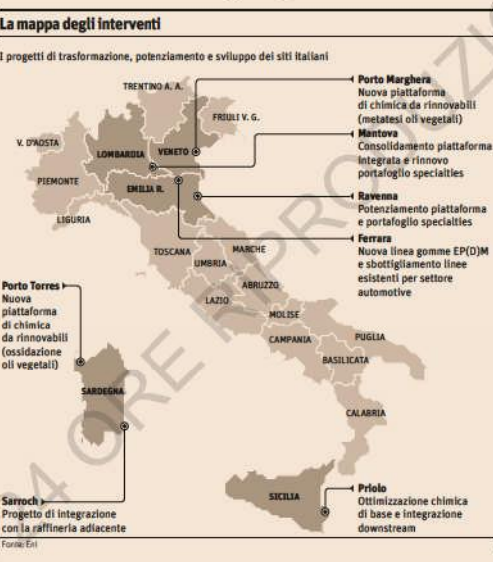 La mappa degli interventi
I progetti di trasformazione, potenziamento e sviluppo dei siti italiani
TRENTINO A. A.
FRIULI V. G.
V. D'AOSTA
LOMBARDIA
VENETO
PIEMONTE
EMILIA R.
LIGURIA
TOSCANA
MARCHE
UMBRIA
LAZIO
ABRUZZO
MOLISE
CAMPANIA
PUGLIA
BASILICATA
CALABRIA
SARDEGNA
SICILIA
Porto Marghera
Nuova piattaforma
di chimica da rinnovabili
(metatesi oli vegetali)
Mantova
Consolidamento piattaforma
integrata e rinnovo
portafoglio specialties
Ravenna
Potenziamento piattaforma
e portafoglio specialties
Ferrara
Nuova linea gomme EP(D)M
e sbottigliamento linee
esistenti per settore
automotive
Porto Torres
Nuova
piattaforma
di chimica
da rinnovabili
(ossidazione
oli vegetali)
Sarroch
Progetto di integrazione
con la raffineria adiacente
Priolo
Ottimizzazione chimica
di base e integrazione
downstream
Fonte: Eni
24 ORE RIPRODUZIO